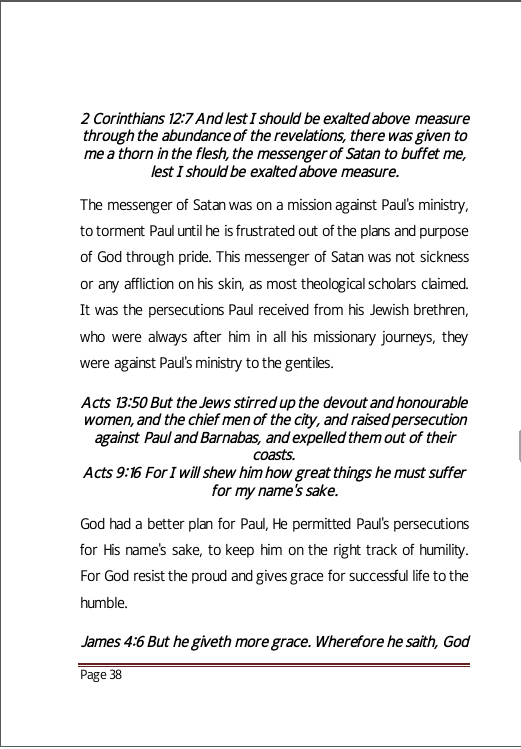 2 Corinthians 12:7 And lest I should be exalted above measure
through the abundance of the revelations, there was given to
me a thorn in the flesh, the messenger of Satan to buffet me,
lest I should be exalted above measure.
The messenger of Satan was on a mission against Paul's ministry,
to torment Paul until he is frustrated out of the plans and purpose
of God through pride. This messenger of Satan was not sickness
or any affliction on his skin, as most theological scholars claimed.
It was the persecutions Paul received from his Jewish brethren,
who were always after him in all his missionary journeys, they
were against Paul's ministry to the gentiles.
Acts 13:50 But the Jews stirred up the devout and honourable
women, and the chief men of the city, and raised persecution
against Paul and Barnabas, and expelled them out of their
coasts.
Acts 9:16 For I will shew him how great things he must suffer
for my name's sake.
God had a better plan for Paul, He permitted Paul's persecutions
for His name's sake, to keep him on the right track of humility.
For God resist the proud and gives grace for successful life to the
humble.
James 4:6 But he giveth more grace. Wherefore he saith, God
Page 38